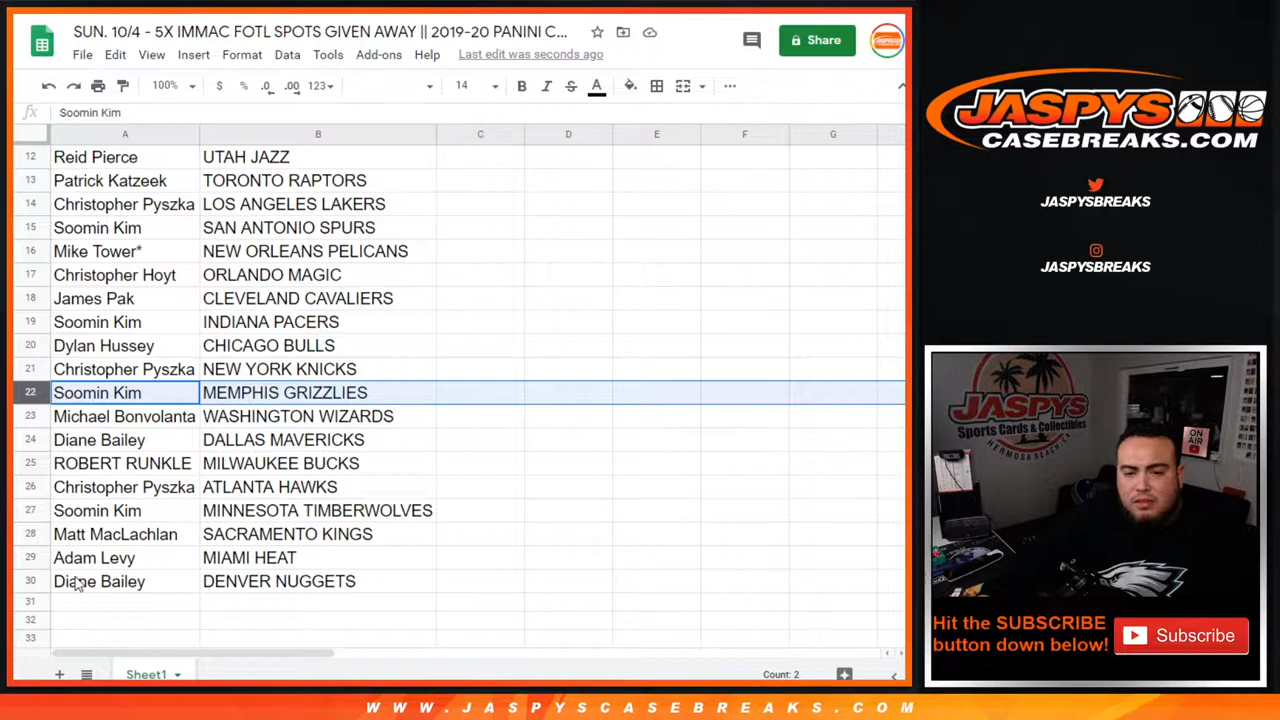 SUN. 10/4 - 5X IMMAC FOTL SPOTS GIVEN AWAY || 2019-20 PANINI C...
File Edit View Insert Format Data Tools Add-ons Help Last edit was seconds ago
Share
100% $ % .0 .00 123 14 B I S A
fx Soomin Kim
A B C D E F G
12 Reid Pierce UTAH JAZZ
13 Patrick Katzeek TORONTO RAPTORS
14 Christopher Pyszka LOS ANGELES LAKERS
15 Soomin Kim SAN ANTONIO SPURS
16 Mike Tower* NEW ORLEANS PELICANS
17 Christopher Hoyt ORLANDO MAGIC
18 James Pak CLEVELAND CAVALIERS
19 Soomin Kim INDIANA PACERS
20 Dylan Hussey CHICAGO BULLS
21 Christopher Pyszka NEW YORK KNICKS
22 Soomin Kim MEMPHIS GRIZZLIES
23 Michael Bonvolanta WASHINGTON WIZARDS
24 Diane Bailey DALLAS MAVERICKS
25 ROBERT RUNKLE MILWAUKEE BUCKS
26 Christopher Pyszka ATLANTA HAWKS
27 Soomin Kim MINNESOTA TIMBERWOLVES
28 Matt MacLachlan SACRAMENTO KINGS
29 Adam Levy MIAMI HEAT
30 Diane Bailey DENVER NUGGETS
31
32
33
Sheet1
Count: 2
JASPYS
CASEBREAKS.COM
JASPYSBREAKS
JASPYSBREAKS
JASPYS
Sports Cards & Collectibles
HERMOSA BEACH, CA
ON AIR
Hit the SUBSCRIBE
button down below!
Subscribe
WWW.JASPYSCASEBREAKS.COM